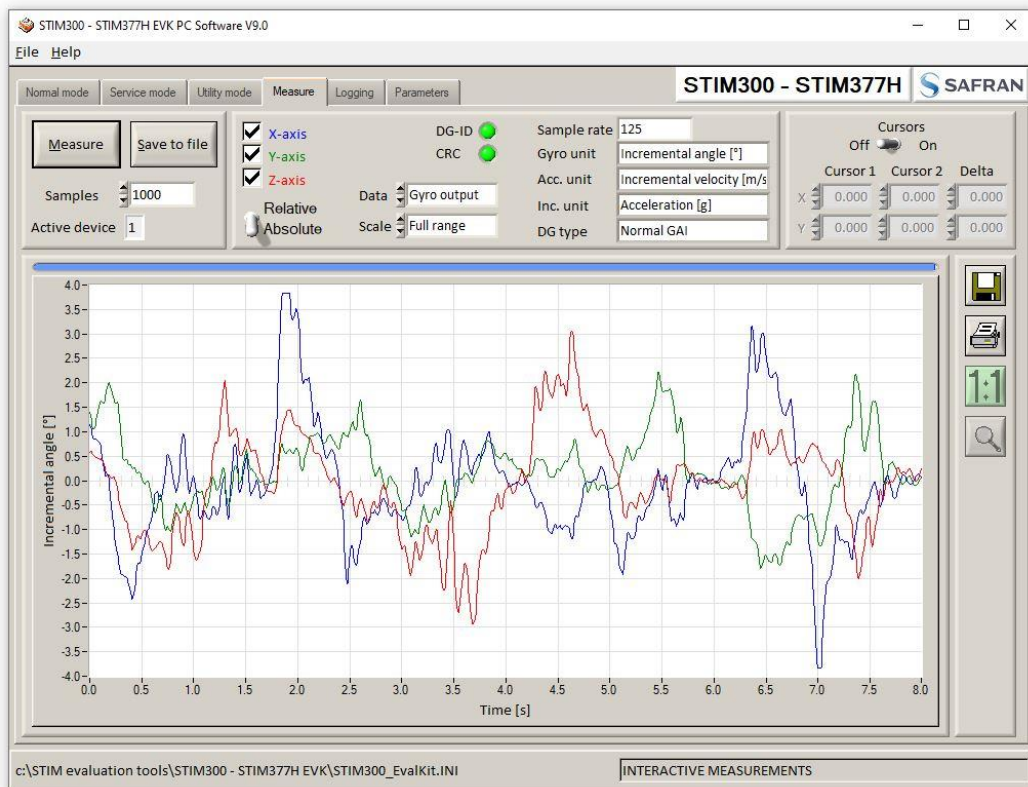 STIM300 - STIM377H EVK PC Software V9.0
File Help
Normal mode Service mode Utility mode Measure Logging Parameters
STIM300 - STIM377H SAFRAN
Measure Save to file
Samples 1000
Active device 1
X-axis
Y-axis
Z-axis
Relative
Absolute
DG-ID
CRC
Data Gyro output
Scale Full range
Sample rate 125
Gyro unit Incremental angle [°]
Acc. unit Incremental velocity [m/s
Inc. unit Acceleration [g]
DG type Normal GAI
Cursors
Off On
Cursor 1 Cursor 2 Delta
X 0.000 0.000 0.000
Y 0.000 0.000 0.000
Incremental angle [°]
4.0
3.5
3.0
2.5
2.0
1.5
1.0
0.5
0.0
-0.5
-1.0
-1.5
-2.0
-2.5
-3.0
-3.5
-4.0
0.0 0.5 1.0 1.5 2.0 2.5 3.0 3.5 4.0 4.5 5.0 5.5 6.0 6.5 7.0 7.5 8.0
Time [s]
1:1
c:\STIM evaluation tools\STIM300 - STIM377H EVK\STIM300_EvalKit.INI
INTERACTIVE MEASUREMENTS